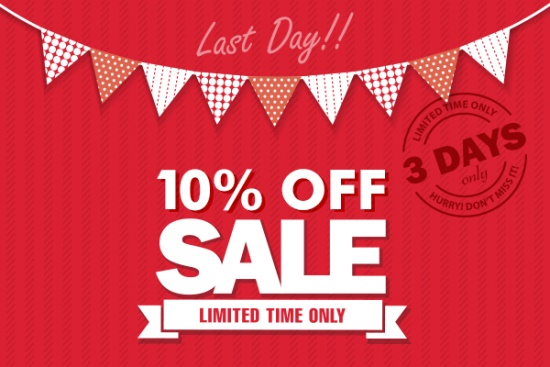 Last Day!!
LIMITED TIME ONLY
3 DAYS
only
HURRY! DON'T MISS IT!
10% OFF
SALE
LIMITED TIME ONLY